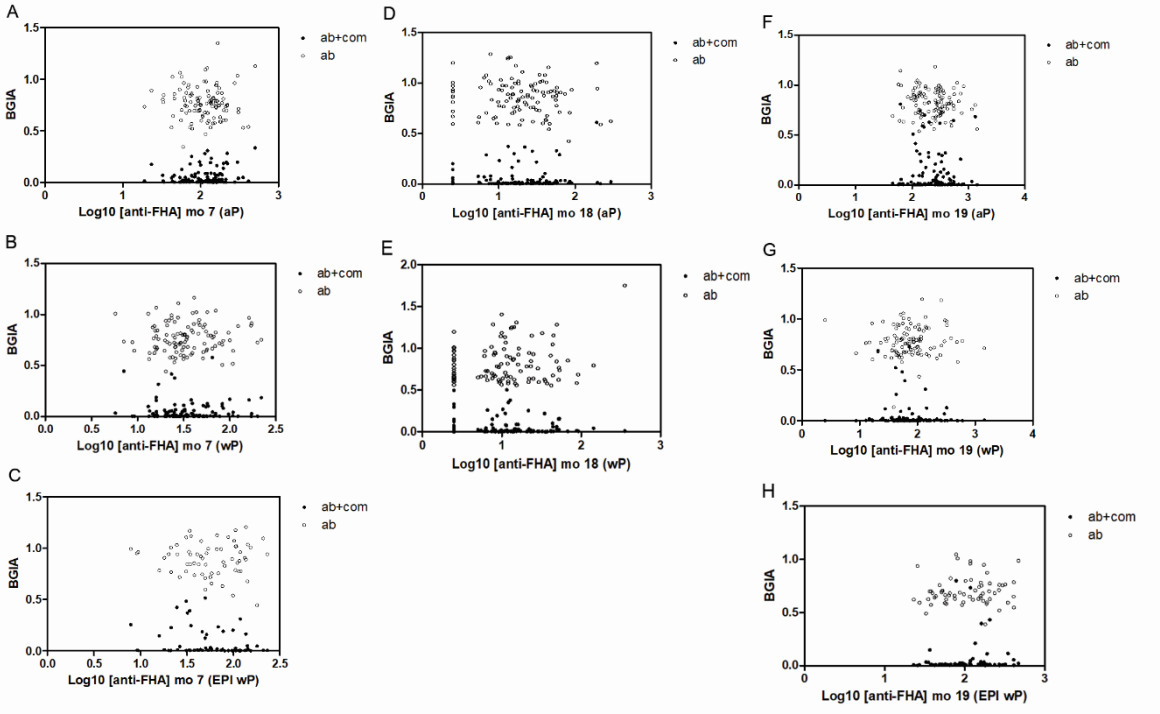 A
1.5
1.0
0.5
0.0
BGIA
0
1
2
3
Log10 [anti-FHA] mo 7 (aP)
ab+com
ab
B
1.5
1.0
0.5
0.0
BGIA
0.0
0.5
1.0
1.5
2.0
2.5
Log10 [anti-FHA] mo 7 (wP)
ab+com
ab
C
1.5
1.0
0.5
0.0
BGIA
0.0
0.5
1.0
1.5
2.0
2.5
Log10 [anti-FHA] mo 7 (EPI wP)
ab+com
ab
D
1.5
1.0
0.5
0.0
BGIA
0
1
2
3
Log10 [anti-FHA] mo 18 (aP)
ab+com
ab
E
2.0
1.5
1.0
0.5
0.0
BGIA
0
1
2
3
Log10 [anti-FHA] mo 18 (wP)
ab+com
ab
F
1.5
1.0
0.5
0.0
BGIA
0
1
2
3
4
Log10 [anti-FHA] mo 19 (aP)
ab+com
ab
G
1.5
1.0
0.5
0.0
BGIA
0
1
2
3
4
Log10 [anti-FHA] mo 19 (wP)
ab+com
ab
H
1.5
1.0
0.5
0.0
BGIA
0
1
2
3
Log10 [anti-FHA] mo 19 (EPI wP)
ab+com
ab